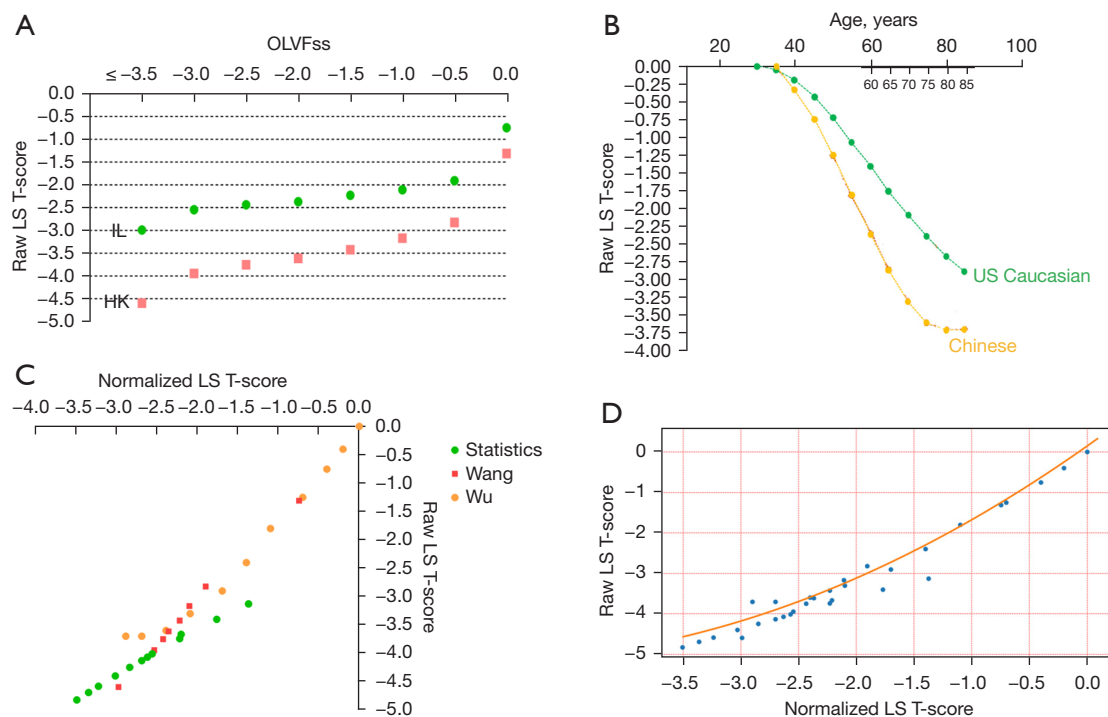 A
OLVFss
≤ −3.5 −3.0 −2.5 −2.0 −1.5 −1.0 −0.5 0.0
Raw LS T-score
0.0
−0.5
−1.0
−1.5
−2.0
−2.5
−3.0
−3.5
−4.0
−4.5
−5.0
IL
HK
B
Age, years
20 40 60 80 100
60 65 70 75 80 85
Raw LS T-score
0.00
−0.25
−0.50
−0.75
−1.00
−1.25
−1.50
−1.75
−2.00
−2.25
−2.50
−2.75
−3.00
−3.25
−3.50
−3.75
−4.00
US Caucasian
Chinese
C
Normalized LS T-score
−4.0 −3.5 −3.0 −2.5 −2.0 −1.5 −1.0 −0.5 0.0
0.0
−0.5
−1.0
−1.5
−2.0
−2.5
−3.0
−3.5
−4.0
−4.5
−5.0
Raw LS T-score
Statistics
Wang
Wu
D
Raw LS T-score
0
−1
−2
−3
−4
−5
−3.5 −3.0 −2.5 −2.0 −1.5 −1.0 −0.5 0.0
Normalized LS T-score